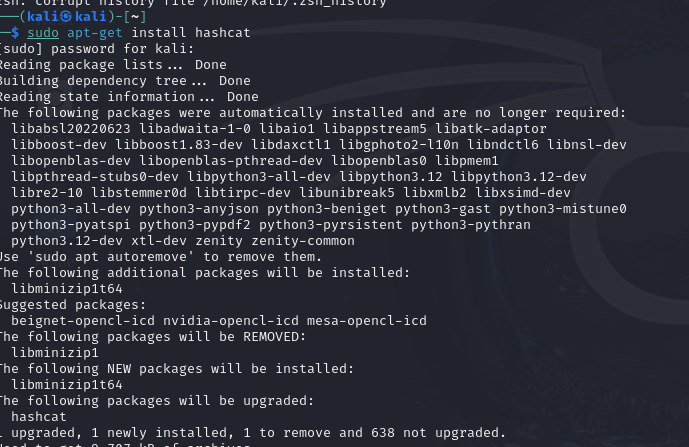 zsh: corrupt history file /home/kali/.zsh_history
──(kali㉿kali)-[~]
─$ sudo apt-get install hashcat
[sudo] password for kali:
Reading package lists... Done
Building dependency tree... Done
Reading state information... Done
The following packages were automatically installed and are no longer required:
libabsl20220623 libadwaita-1-0 libaio1 libappstream5 libatk-adaptor
libboost-dev libboost1.83-dev libdaxctl1 libgphoto2-l10n libndctl6 libnsl-dev
libopenblas-dev libopenblas-pthread-dev libopenblas0 libpmem1
libpthread-stubs0-dev libpython3-all-dev libpython3.12 libpython3.12-dev
libre2-10 libstemmer0d libtirpc-dev libunibreak5 libxmlb2 libxsimd-dev
python3-all-dev python3-anyjson python3-beniget python3-gast python3-mistune0
python3-pyatspi python3-pypdf2 python3-pyrsistent python3-pythran
python3.12-dev xtl-dev zenity zenity-common
Use 'sudo apt autoremove' to remove them.
The following additional packages will be installed:
libminizip1t64
Suggested packages:
beignet-opencl-icd nvidia-opencl-icd mesa-opencl-icd
The following packages will be REMOVED:
libminizip1
The following NEW packages will be installed:
libminizip1t64
The following packages will be upgraded:
hashcat
1 upgraded, 1 newly installed, 1 to remove and 638 not upgraded.